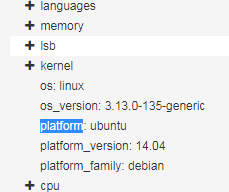 + languages
+ memory
+ lsb
+ kernel
os: linux
os_version: 3.13.0-135-generic
platform: ubuntu
platform_version: 14.04
platform_family: debian
+ cpu